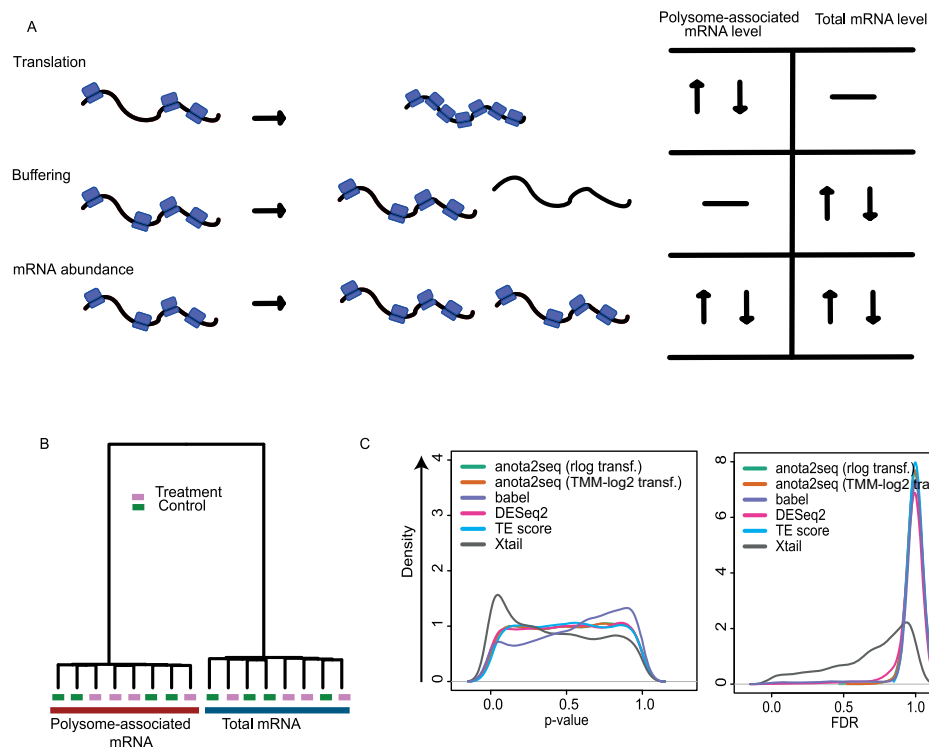 A
Polysome-associated
mRNA level
Total mRNA level
Translation
Buffering
mRNA abundance
B
Treatment
Control
Polysome-associated
mRNA
Total mRNA
C
Density
4
3
2
1
0
anota2seq (rlog transf.)
anota2seq (TMM-log2 transf.)
babel
DESeq2
TE score
Xtail
0.0
0.5
1.0
p-value
8
6
4
2
0
anota2seq (rlog transf.)
anota2seq (TMM-log2 tra
babel
DESeq2
TE score
Xtail
0.0
0.5
1.0
FDR